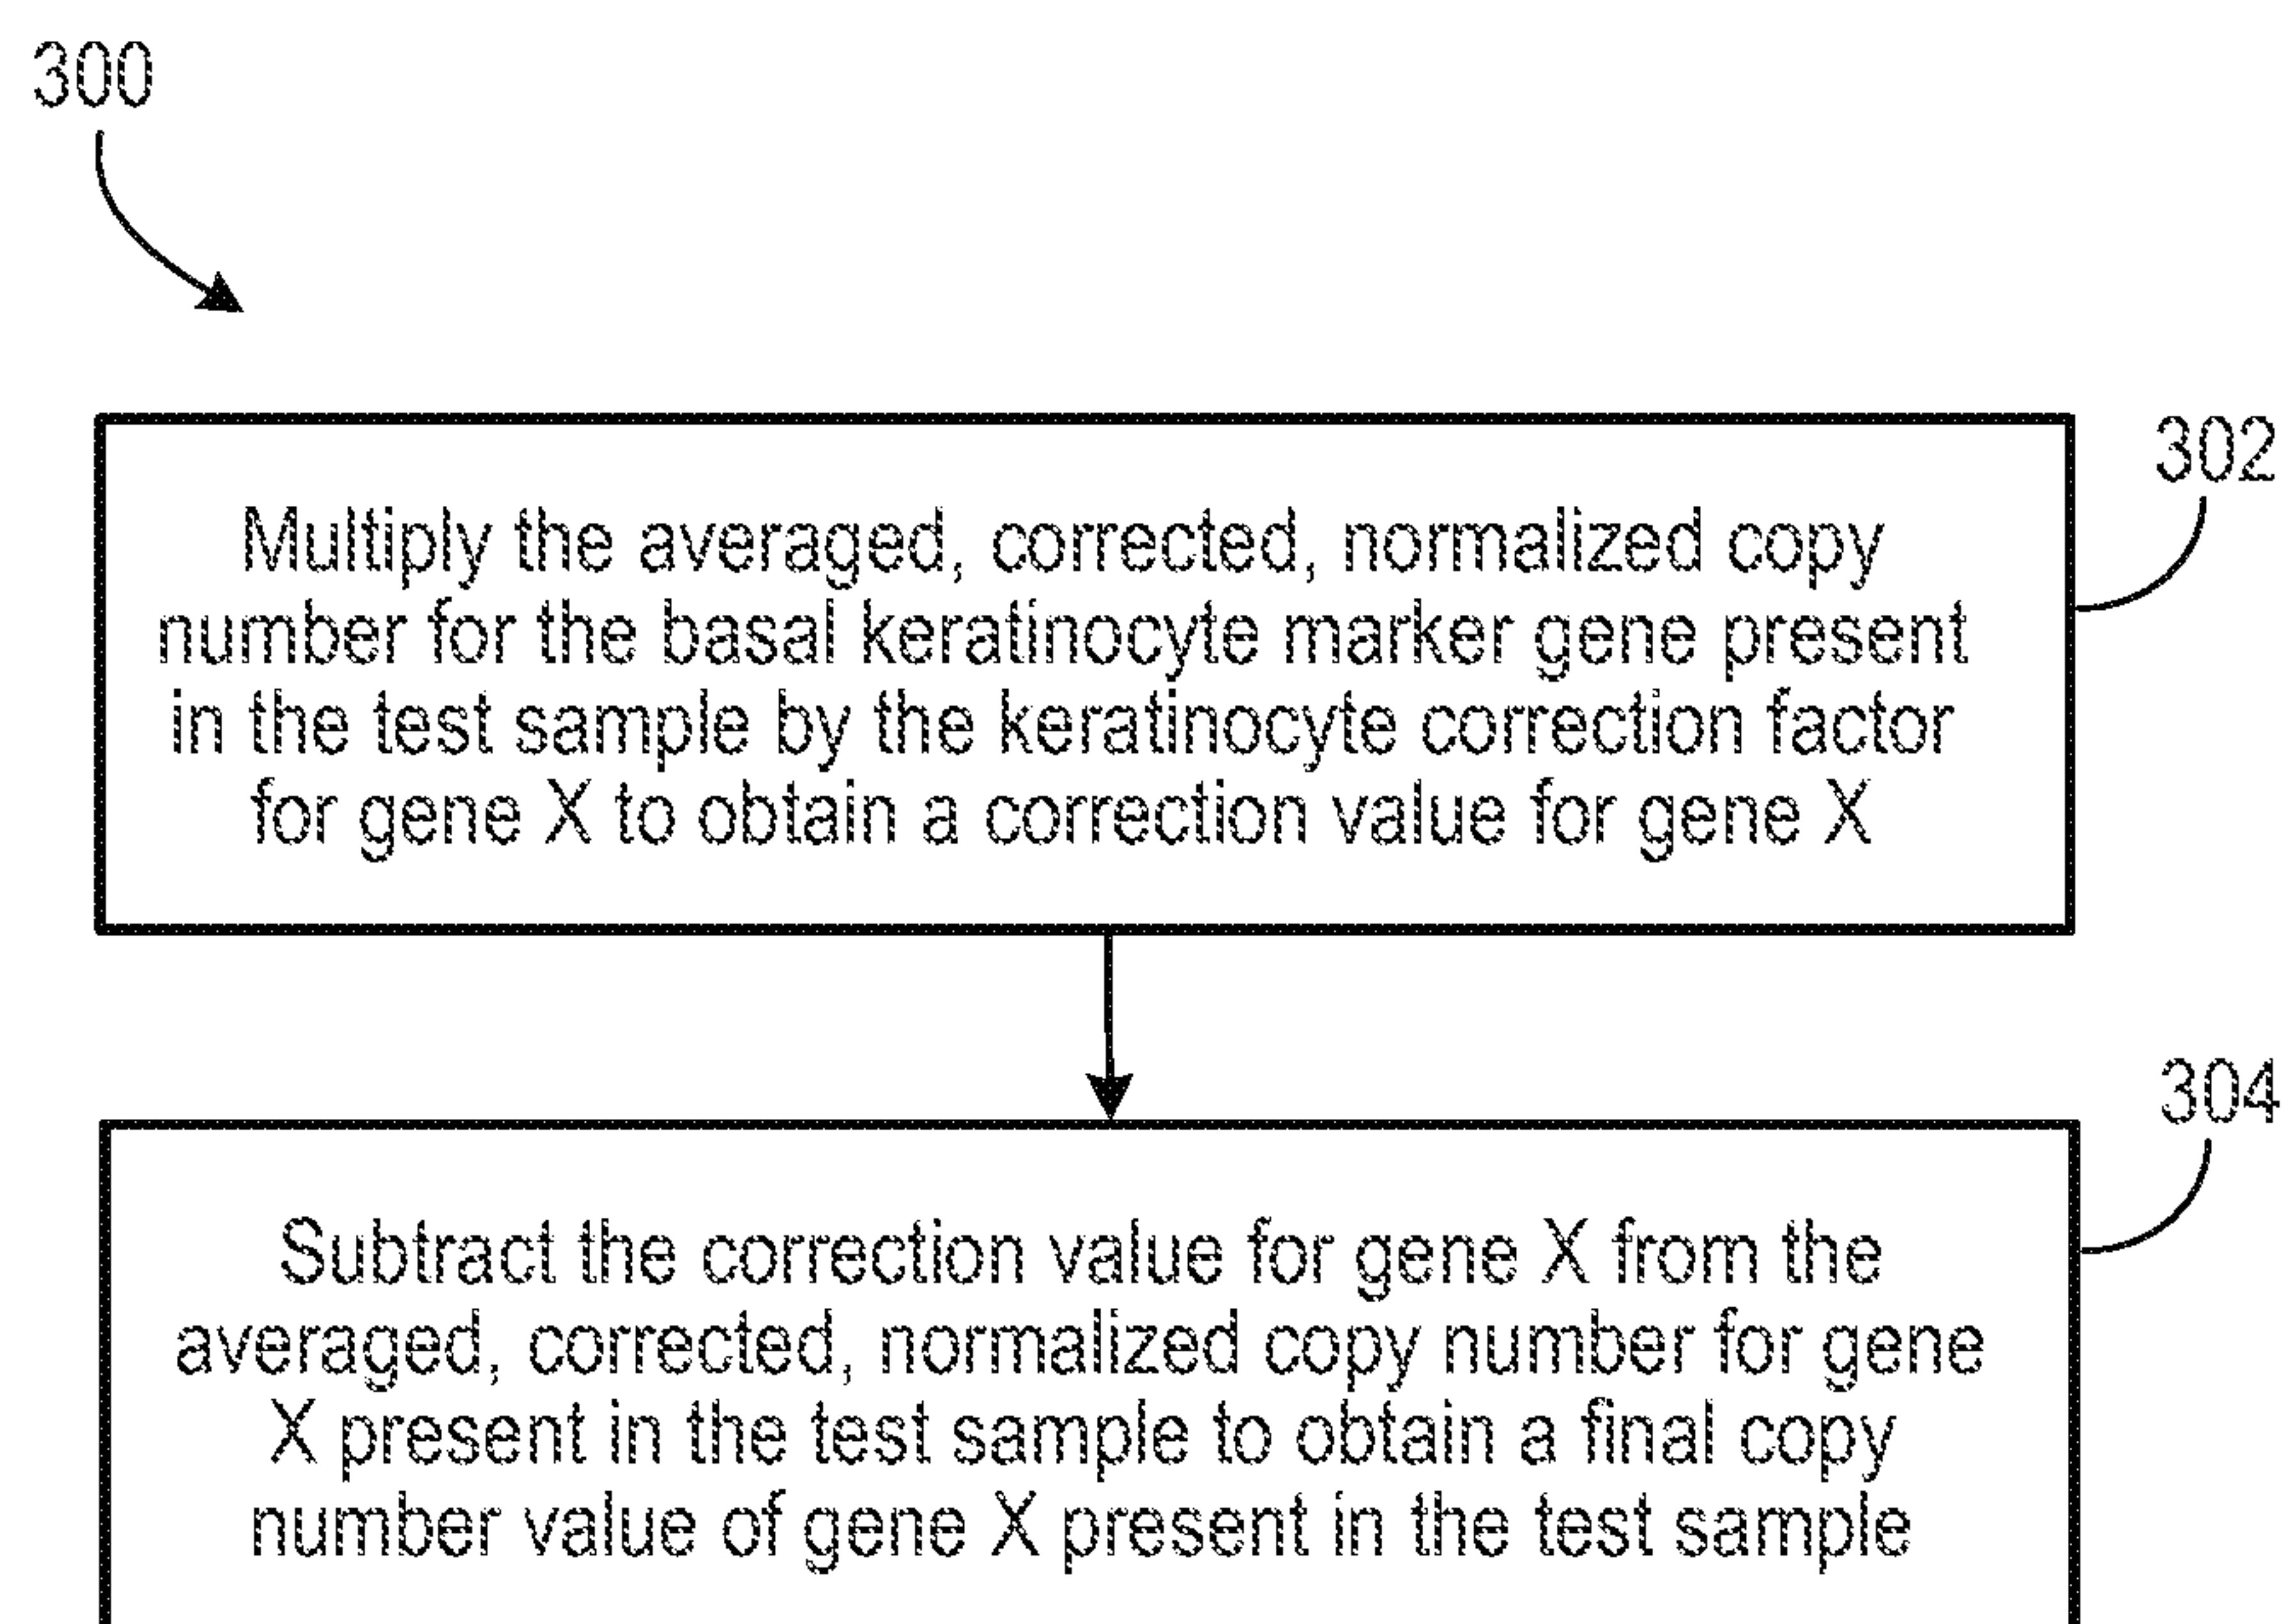 300
302
Multiply the averaged, corrected, normalized copy
number for the basal keratinocyte marker gene present
in the test sample by the keratinocyte correction factor
for gene X to obtain a correction value for gene X
304
Subtract the correction value for gene X from the
averaged, corrected, normalized copy number for gene
X present in the test sample to obtain a final copy
number value of gene X present in the test sample